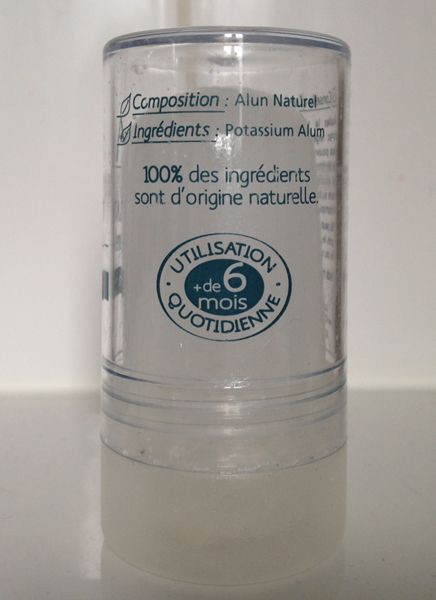 Composition : Alun Naturel
Ingrédients : Potassium Alum
100% des ingrédients
sont d'origine naturelle.
UTILISATION
+de 6
mois
QUOTIDIENNE